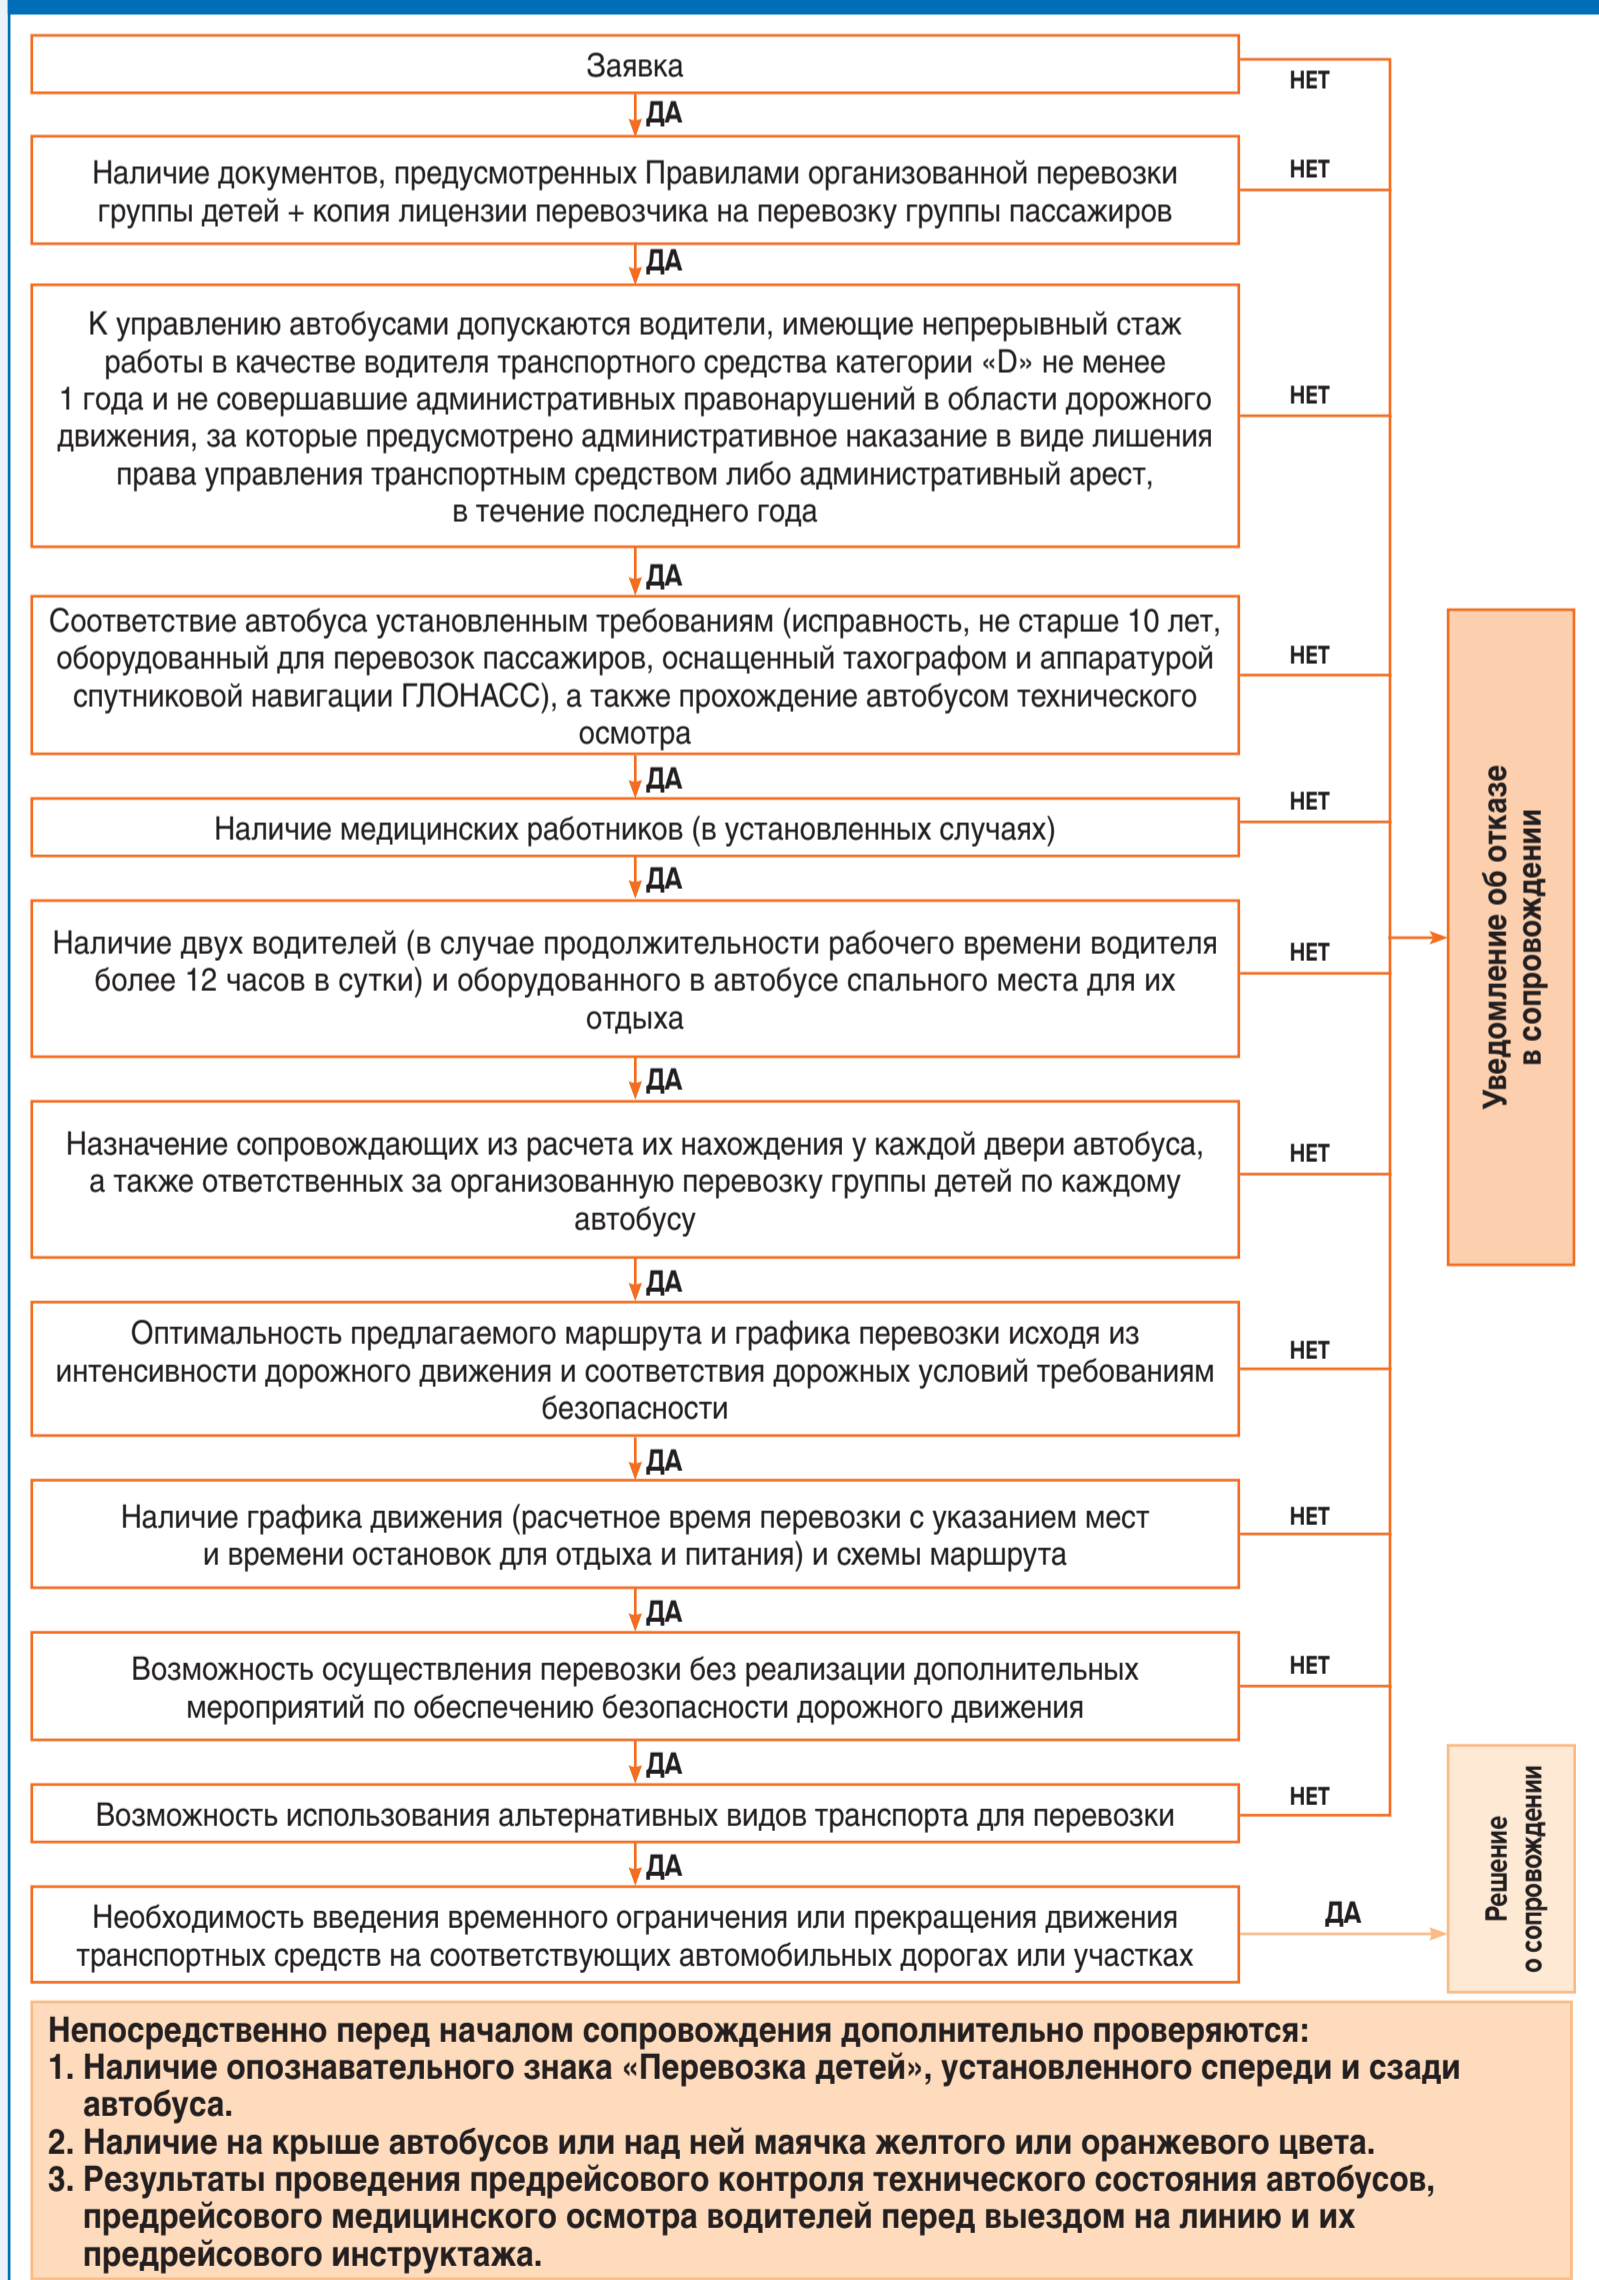 Заявка
НЕТ
ДА
Наличие документов, предусмотренных Правилами организованной перевозки
группы детей + копия лицензии перевозчика на перевозку группы пассажиров
НЕТ
ДА
К управлению автобусами допускаются водители, имеющие непрерывный стаж
работы в качестве водителя транспортного средства категории «D» не менее
1 года и не совершавшие административных правонарушений в области дорожного
движения, за которые предусмотрено административное наказание в виде лишения
права управления транспортным средством либо административный арест,
в течение последнего года
НЕТ
ДА
Соответствие автобуса установленным требованиям (исправность, не старше 10 лет,
оборудованный для перевозок пассажиров, оснащенный тахографом и аппаратурой
спутниковой навигации ГЛОНАСС), а также прохождение автобусом технического
осмотра
НЕТ
ДА
Наличие медицинских работников (в установленных случаях)
НЕТ
ДА
Наличие двух водителей (в случае продолжительности рабочего времени водителя
более 12 часов в сутки) и оборудованного в автобусе спального места для их
отдыха
НЕТ
Уведомление об отказе
в сопровождении
ДА
Назначение сопровождающих из расчета их нахождения у каждой двери автобуса,
а также ответственных за организованную перевозку группы детей по каждому
автобусу
НЕТ
ДА
Оптимальность предлагаемого маршрута и графика перевозки исходя из
интенсивности дорожного движения и соответствия дорожных условий требованиям
безопасности
НЕТ
ДА
Наличие графика движения (расчетное время перевозки с указанием мест
и времени остановок для отдыха и питания) и схемы маршрута
НЕТ
ДА
Возможность осуществления перевозки без реализации дополнительных
мероприятий по обеспечению безопасности дорожного движения
НЕТ
ДА
Возможность использования альтернативных видов транспорта для перевозки
НЕТ
ДА
Необходимость введения временного ограничения или прекращения движения
транспортных средств на соответствующих автомобильных дорогах или участках
ДА
Решение
о сопровождении
Непосредственно перед началом сопровождения дополнительно проверяются:
1. Наличие опознавательного знака «Перевозка детей», установленного спереди и сзади
автобуса.
2. Наличие на крыше автобусов или над ней маячка желтого или оранжевого цвета.
3. Результаты проведения предрейсового контроля технического состояния автобусов,
предрейсового медицинского осмотра водителей перед выездом на линию и их
предрейсового инструктажа.